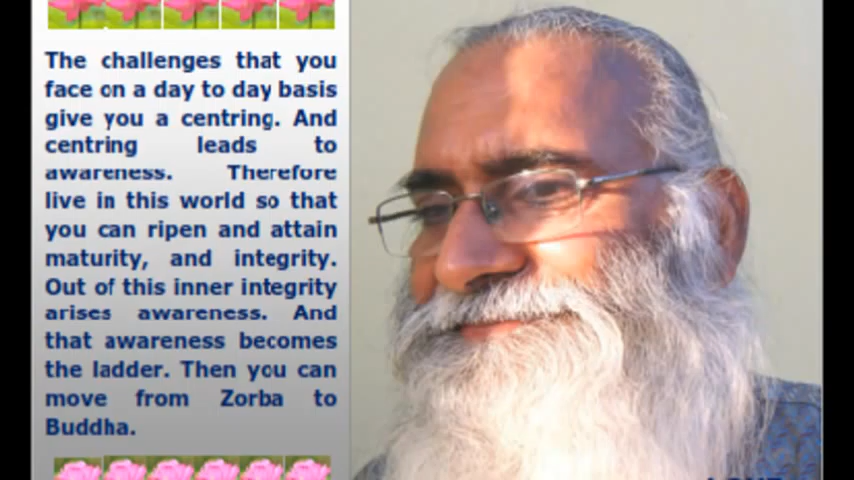 The challenges that you
face on a day to day basis
give you a centring. And
centring leads to
awareness. Therefore
live in this world so that
you can ripen and attain
maturity, and integrity.
Out of this inner integrity
arises awareness. And
that awareness becomes
the ladder. Then you can
move from Zorba to
Buddha.